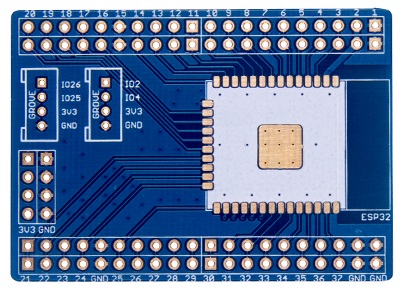 20 19 18 17 16 15 14 13 12 11 10 9 8 7 6 5 4 3 2 1
GROVE
IO26
IO25
3V3
GND
GROVE
IO2
IO4
3V3
GND
3V3 GND
ESP32
21 22 23 24 GND 25 26 27 28 29 30 31 32 33 34 35 36 37 GND GND